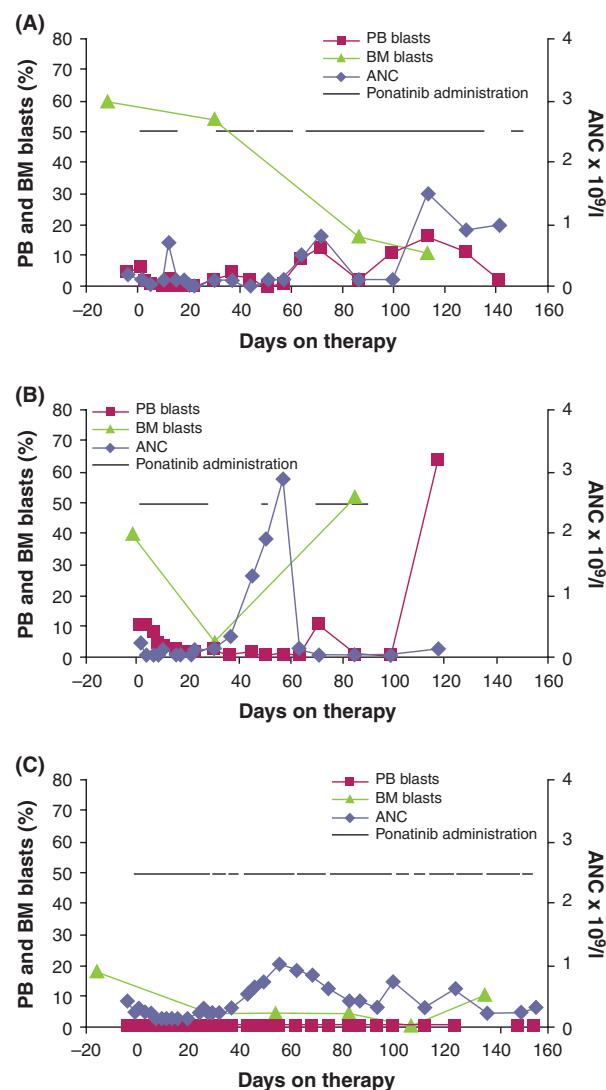 (A)
PB and BM blasts (%)
80
70
60
50
40
30
20
10
0
PB blasts
BM blasts
ANC
Ponatinib administration
4
3
2
1
0
ANC x 10⁹/l
–20 0 20 40 60 80 100 120 140 160
Days on therapy
(B)
PB and BM blasts (%)
80
70
60
50
40
30
20
10
0
PB blasts
BM blasts
ANC
Ponatinib administration
4
3
2
1
0
ANC x 10⁹/l
–20 0 20 40 60 80 100 120 140 160
Days on therapy
(C)
PB and BM blasts (%)
80
70
60
50
40
30
20
10
0
PB blasts
BM blasts
ANC
Ponatinib administration
4
3
2
1
0
ANC x 10⁹/l
–20 0 20 40 60 80 100 120 140 160
Days on therapy